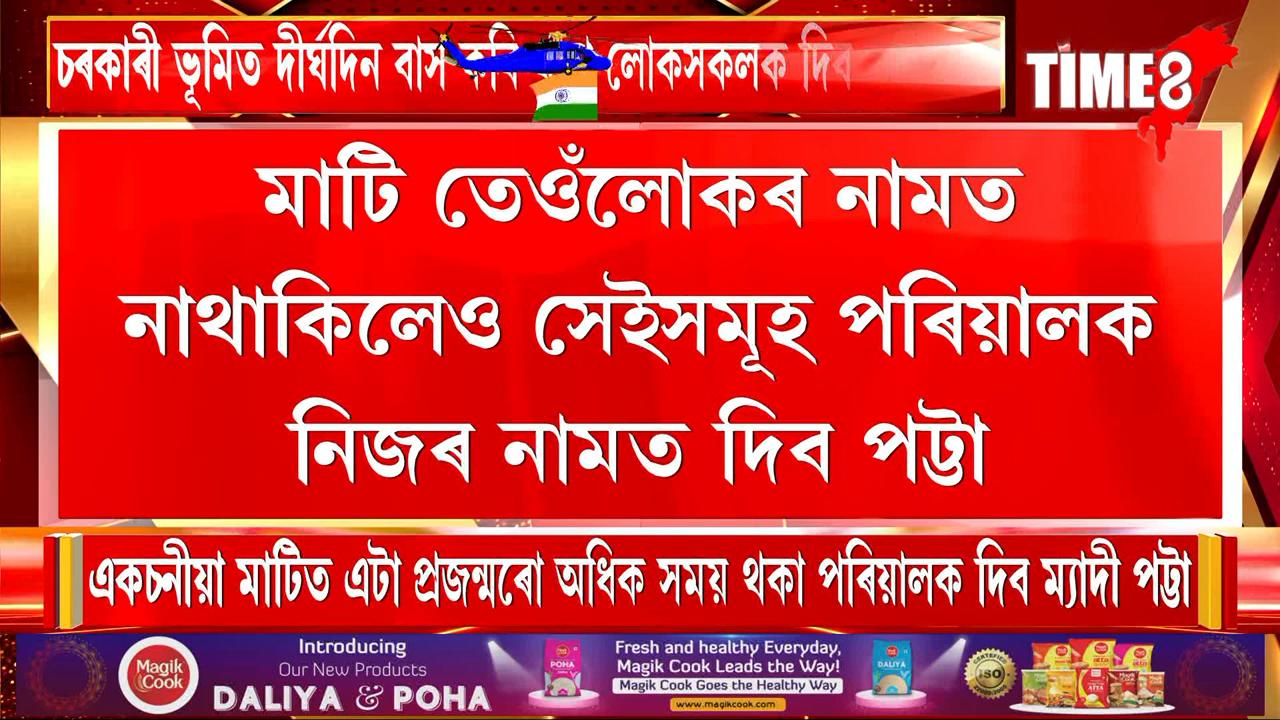 চৰকাৰী ভূমিত দীৰ্ঘদিন বাস লোকসকলক দিব
TIME8
মাটি তেওঁলোকৰ নামত
নাথাকিলেও সেইসমূহ পৰিয়ালক
নিজৰ নামত দিব পট্টা
একচনীয়া মাটিত এটা প্ৰজন্মৰো অধিক সময় থকা পৰিয়ালক দিব ম্যাদী পট্টা
Magik Cook
Introducing
Our New Products
DALIYA & POHA
POHA
Fresh and healthy Everyday,
Magik Cook Leads the Way!
Magik Cook Goes the Healthy Way
www.magikcook.com
DALIYA
ISO